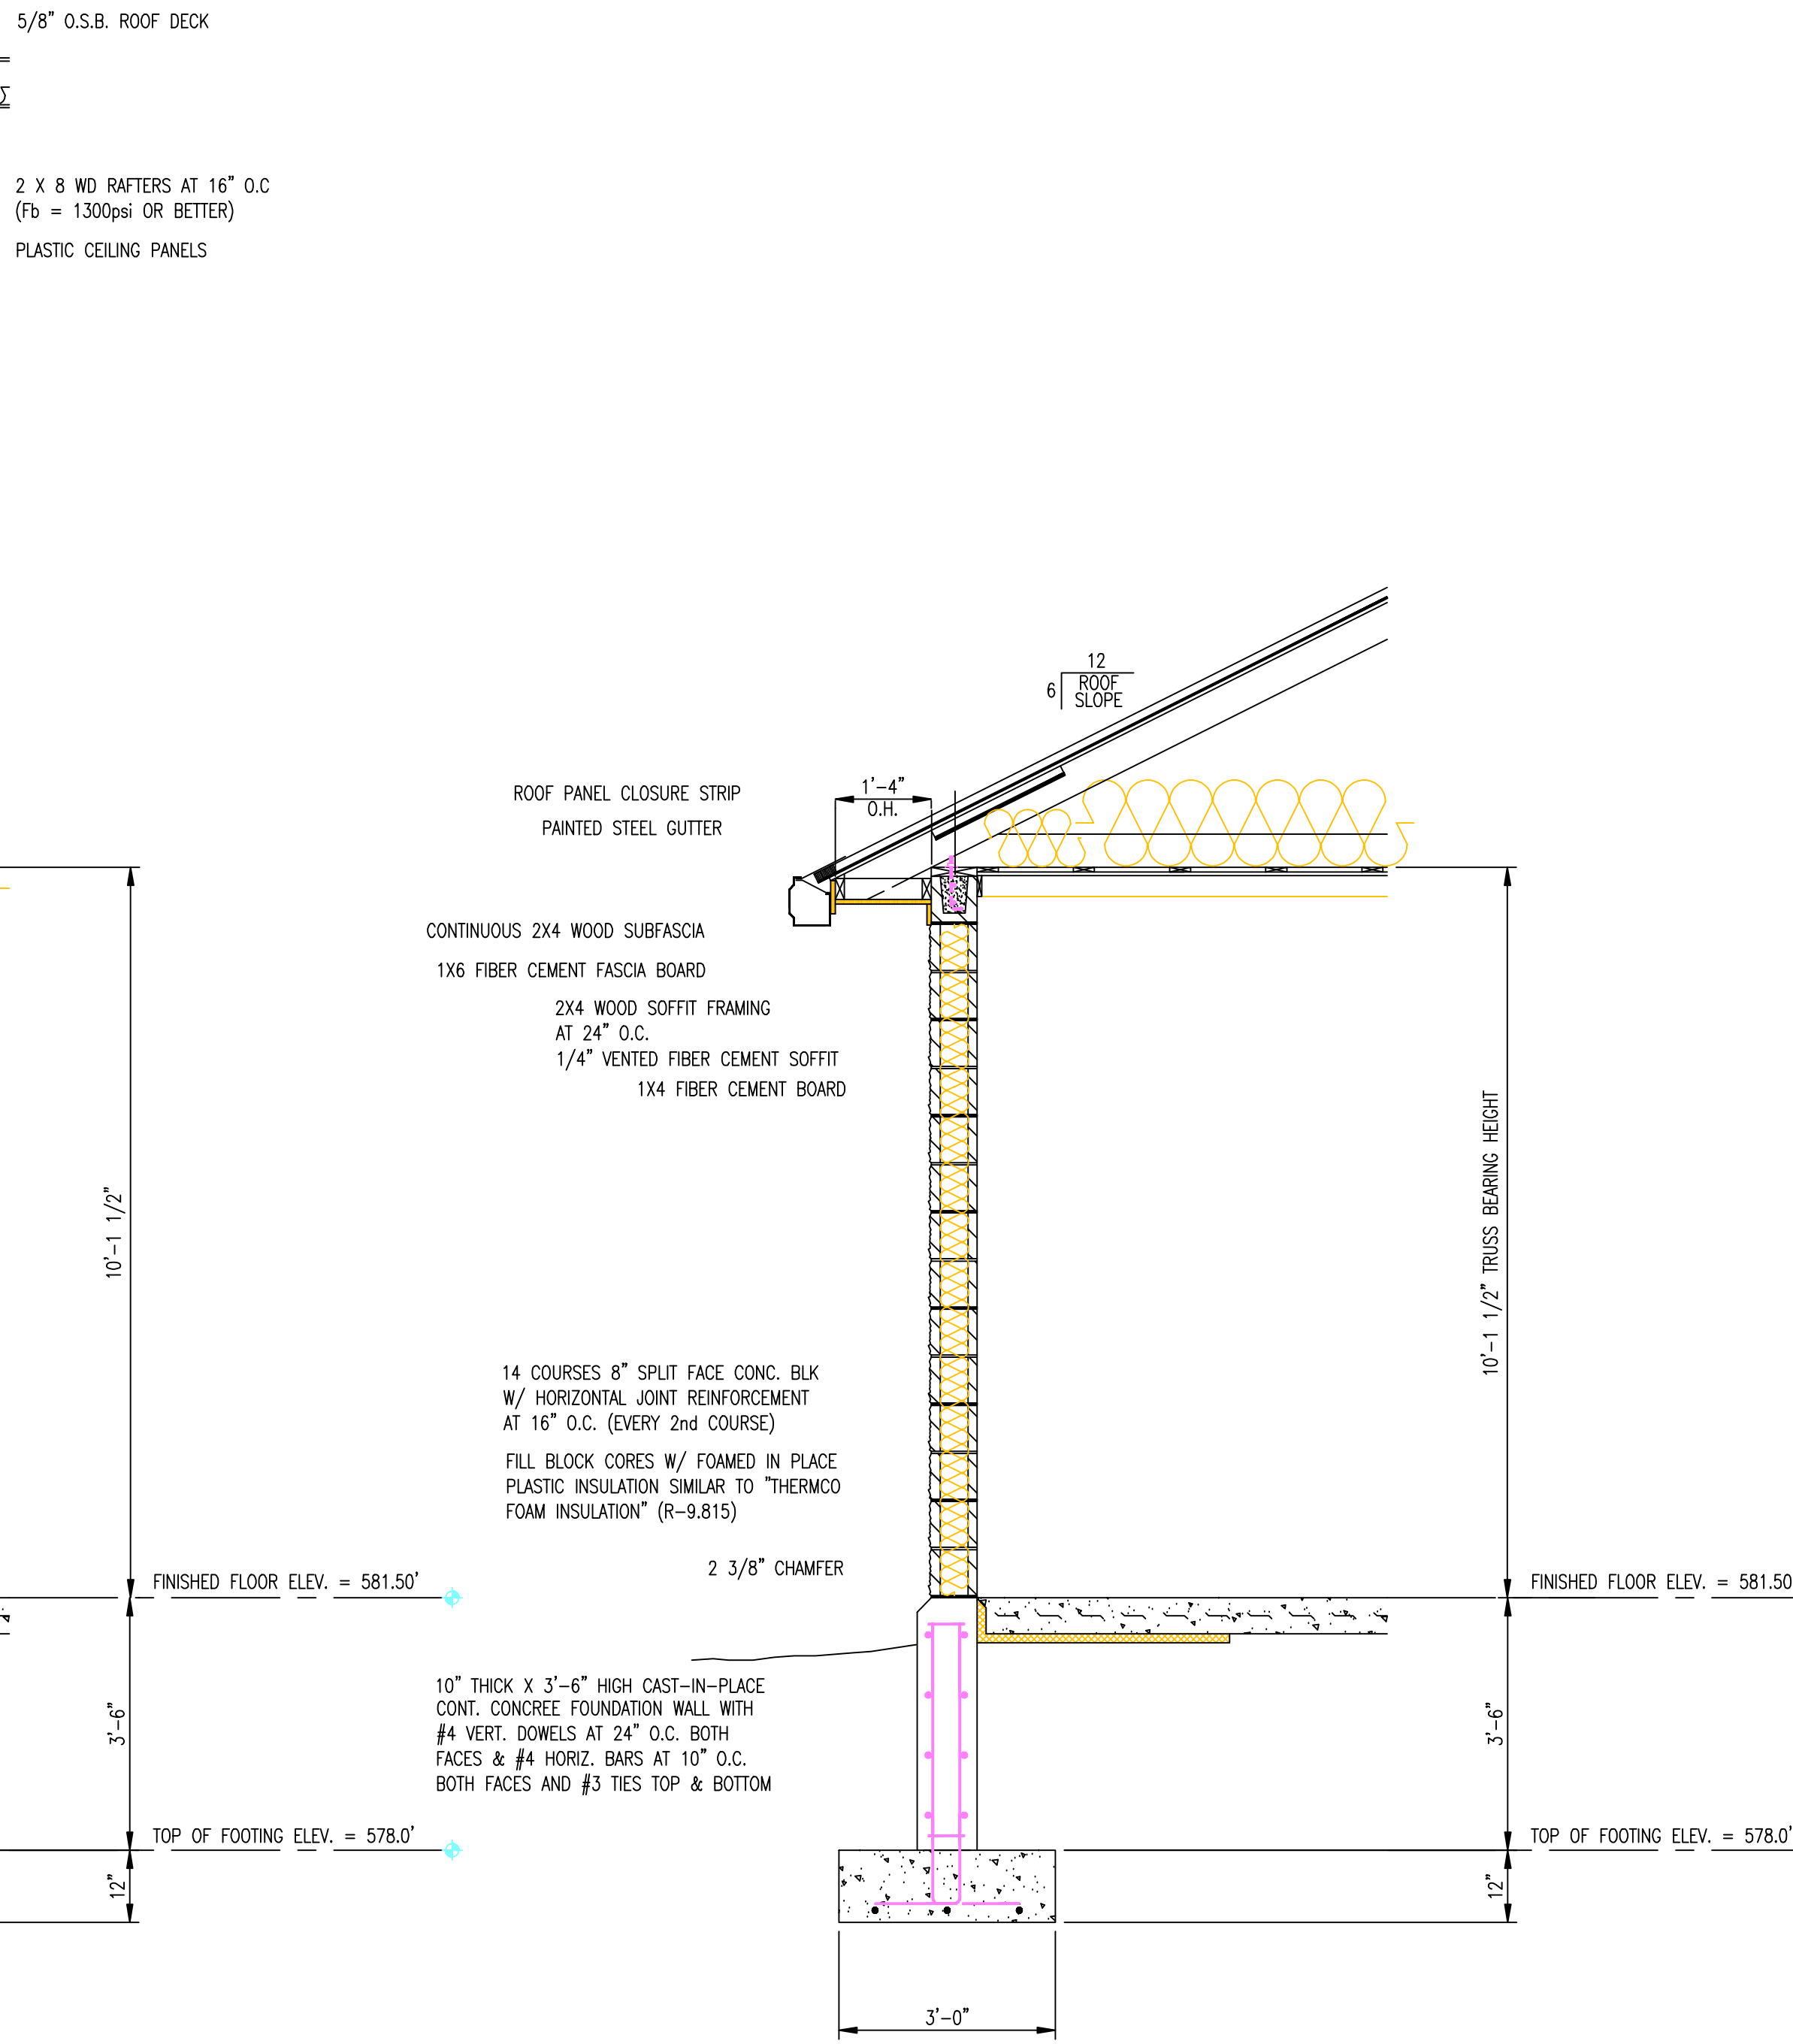 5/8" O.S.B. ROOF DECK
2 X 8 WD RAFTERS AT 16" O.C
(Fb = 1300psi OR BETTER)
PLASTIC CEILING PANELS
12
6
ROOF
SLOPE
1'-4"
O.H.
ROOF PANEL CLOSURE STRIP
PAINTED STEEL GUTTER
CONTINUOUS 2X4 WOOD SUBFASCIA
1X6 FIBER CEMENT FASCIA BOARD
2X4 WOOD SOFFIT FRAMING
AT 24" O.C.
1/4" VENTED FIBER CEMENT SOFFIT
1X4 FIBER CEMENT BOARD
10'-1 1/2"
10'-1 1/2" TRUSS BEARING HEIGHT
14 COURSES 8" SPLIT FACE CONC. BLK
W/ HORIZONTAL JOINT REINFORCEMENT
AT 16" O.C. (EVERY 2nd COURSE)
FILL BLOCK CORES W/ FOAMED IN PLACE
PLASTIC INSULATION SIMILAR TO "THERMCO
FOAM INSULATION" (R-9.815)
2 3/8" CHAMFER
FINISHED FLOOR ELEV. = 581.50'
FINISHED FLOOR ELEV. = 581.50
10" THICK X 3'-6" HIGH CAST-IN-PLACE
CONT. CONCREE FOUNDATION WALL WITH
#4 VERT. DOWELS AT 24" O.C. BOTH
FACES & #4 HORIZ. BARS AT 10" O.C.
BOTH FACES AND #3 TIES TOP & BOTTOM
3'-6"
3'-6"
TOP OF FOOTING ELEV. = 578.0'
TOP OF FOOTING ELEV. = 578.0'
12"
12"
3'-0"